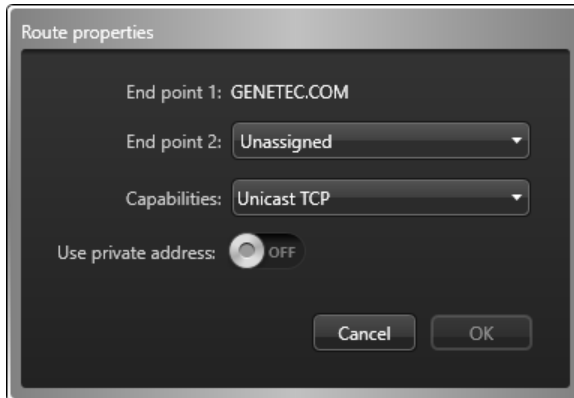 Route properties
End point 1: GENETEC.COM
End point 2: Unassigned
Capabilities: Unicast TCP
Use private address: OFF
Cancel OK